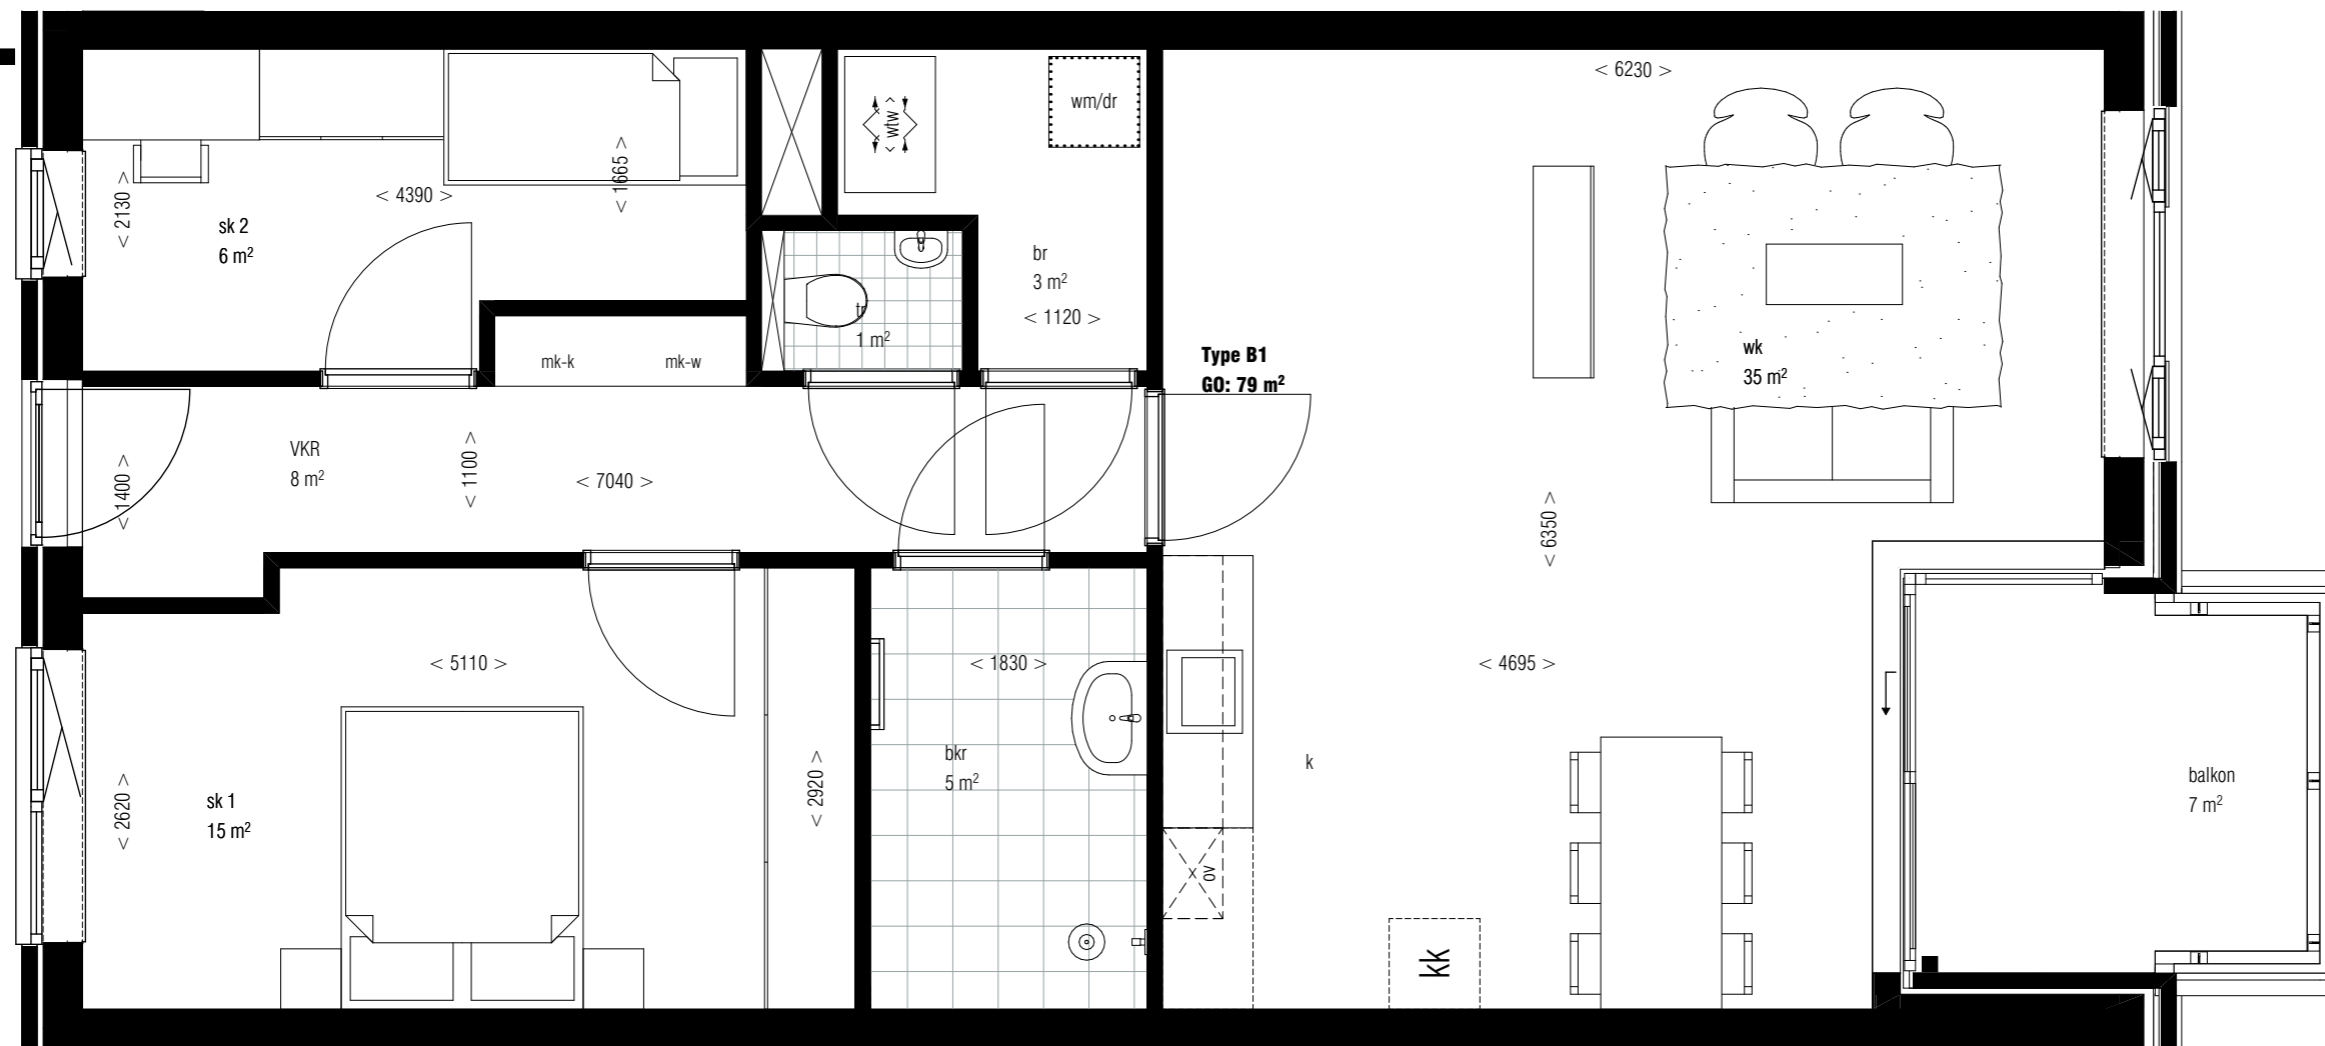 < 6230 >
wm/dr
< wtw >
< 1665 >
< 4390 >
< 2130 >
sk 2
6 m²
br
3 m²
< 1120 >
tr
1 m²
mk-k
mk-w
Type B1
GO: 79 m²
wk
35 m²
VKR
8 m²
< 1400 >
< 1100 >
< 7040 >
< 6350 >
< 5110 >
< 1830 >
< 4695 >
bkr
5 m²
k
balkon
7 m²
< 2620 >
sk 1
15 m²
< 2920 >
ov
kk